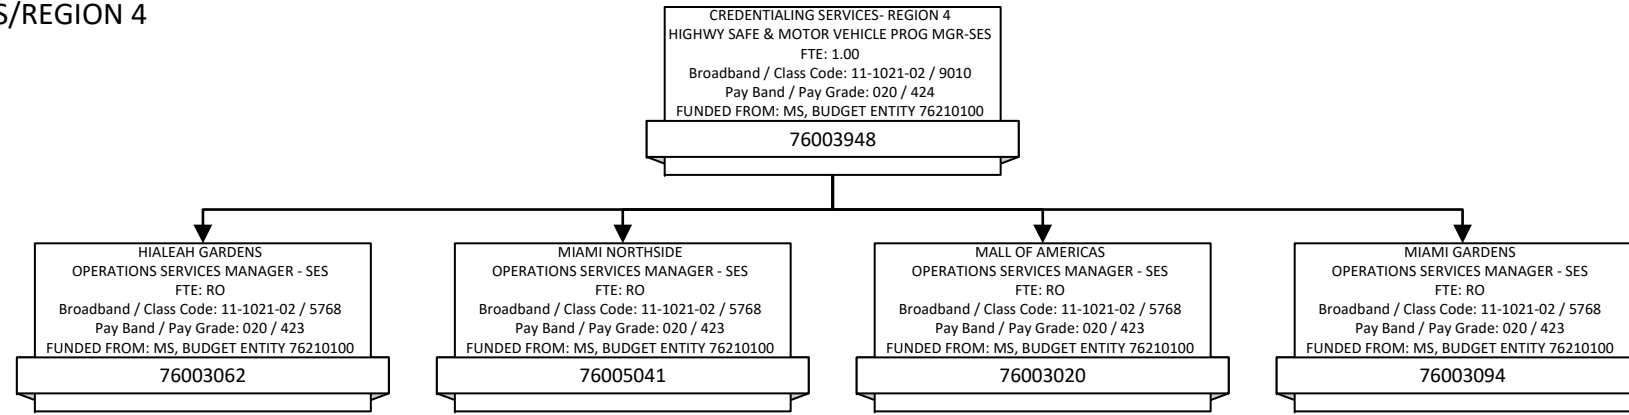 S/REGION 4
CREDENTIALING SERVICES- REGION 4
HIGHWY SAFE & MOTOR VEHICLE PROG MGR-SES
FTE: 1.00
Broadband / Class Code: 11-1021-02 / 9010
Pay Band / Pay Grade: 020 / 424
FUNDED FROM: MS, BUDGET ENTITY 76210100
76003948
HIALEAH GARDENS
OPERATIONS SERVICES MANAGER - SES
FTE: RO
Broadband / Class Code: 11-1021-02 / 5768
Pay Band / Pay Grade: 020 / 423
FUNDED FROM: MS, BUDGET ENTITY 76210100
76003062
MIAMI NORTHSIDE
OPERATIONS SERVICES MANAGER - SES
FTE: RO
Broadband / Class Code: 11-1021-02 / 5768
Pay Band / Pay Grade: 020 / 423
FUNDED FROM: MS, BUDGET ENTITY 76210100
76005041
MALL OF AMERICAS
OPERATIONS SERVICES MANAGER - SES
FTE: RO
Broadband / Class Code: 11-1021-02 / 5768
Pay Band / Pay Grade: 020 / 423
FUNDED FROM: MS, BUDGET ENTITY 76210100
76003020
MIAMI GARDENS
OPERATIONS SERVICES MANAGER - SES
FTE: RO
Broadband / Class Code: 11-1021-02 / 5768
Pay Band / Pay Grade: 020 / 423
FUNDED FROM: MS, BUDGET ENTITY 76210100
76003094